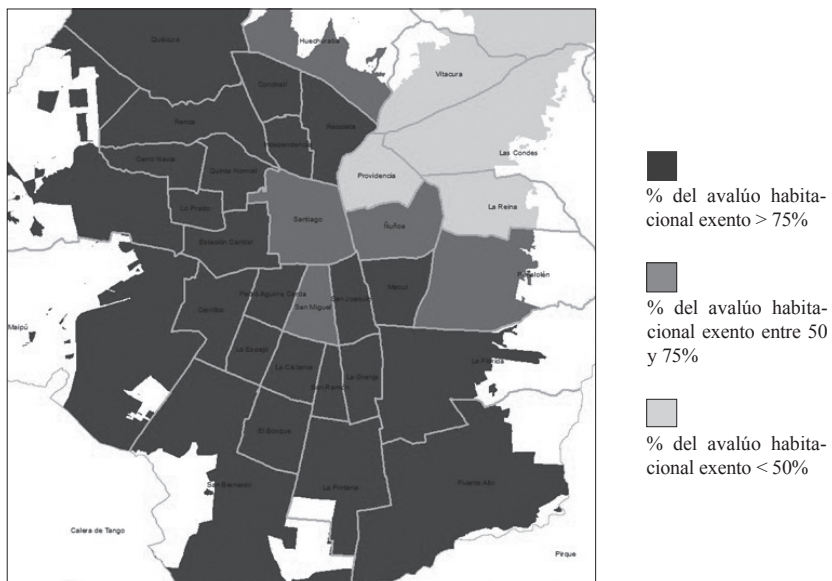 Quilicura
Huechuraba
Vitacura
Conchalí
Renca
Recoleta
Independencia
Las Condes
Cerro Navia
Quinta Normal
Providencia
Lo Prado
Santiago
Ñuñoa
La Reina
Estación Central
Peñalolén
Macul
Pedro Aguirre Cerda
San Joaquín
San Miguel
Cerrillos
Maipú
La Cisterna
La Granja
San Ramón
La Florida
El Bosque
San Bernardo
La Pintana
Puente Alto
Calera de Tango
Pirque
% del avalúo habita-
cional exento > 75%
% del avalúo habita-
cional exento entre 50
y 75%
% del avalúo habita-
cional exento < 50%